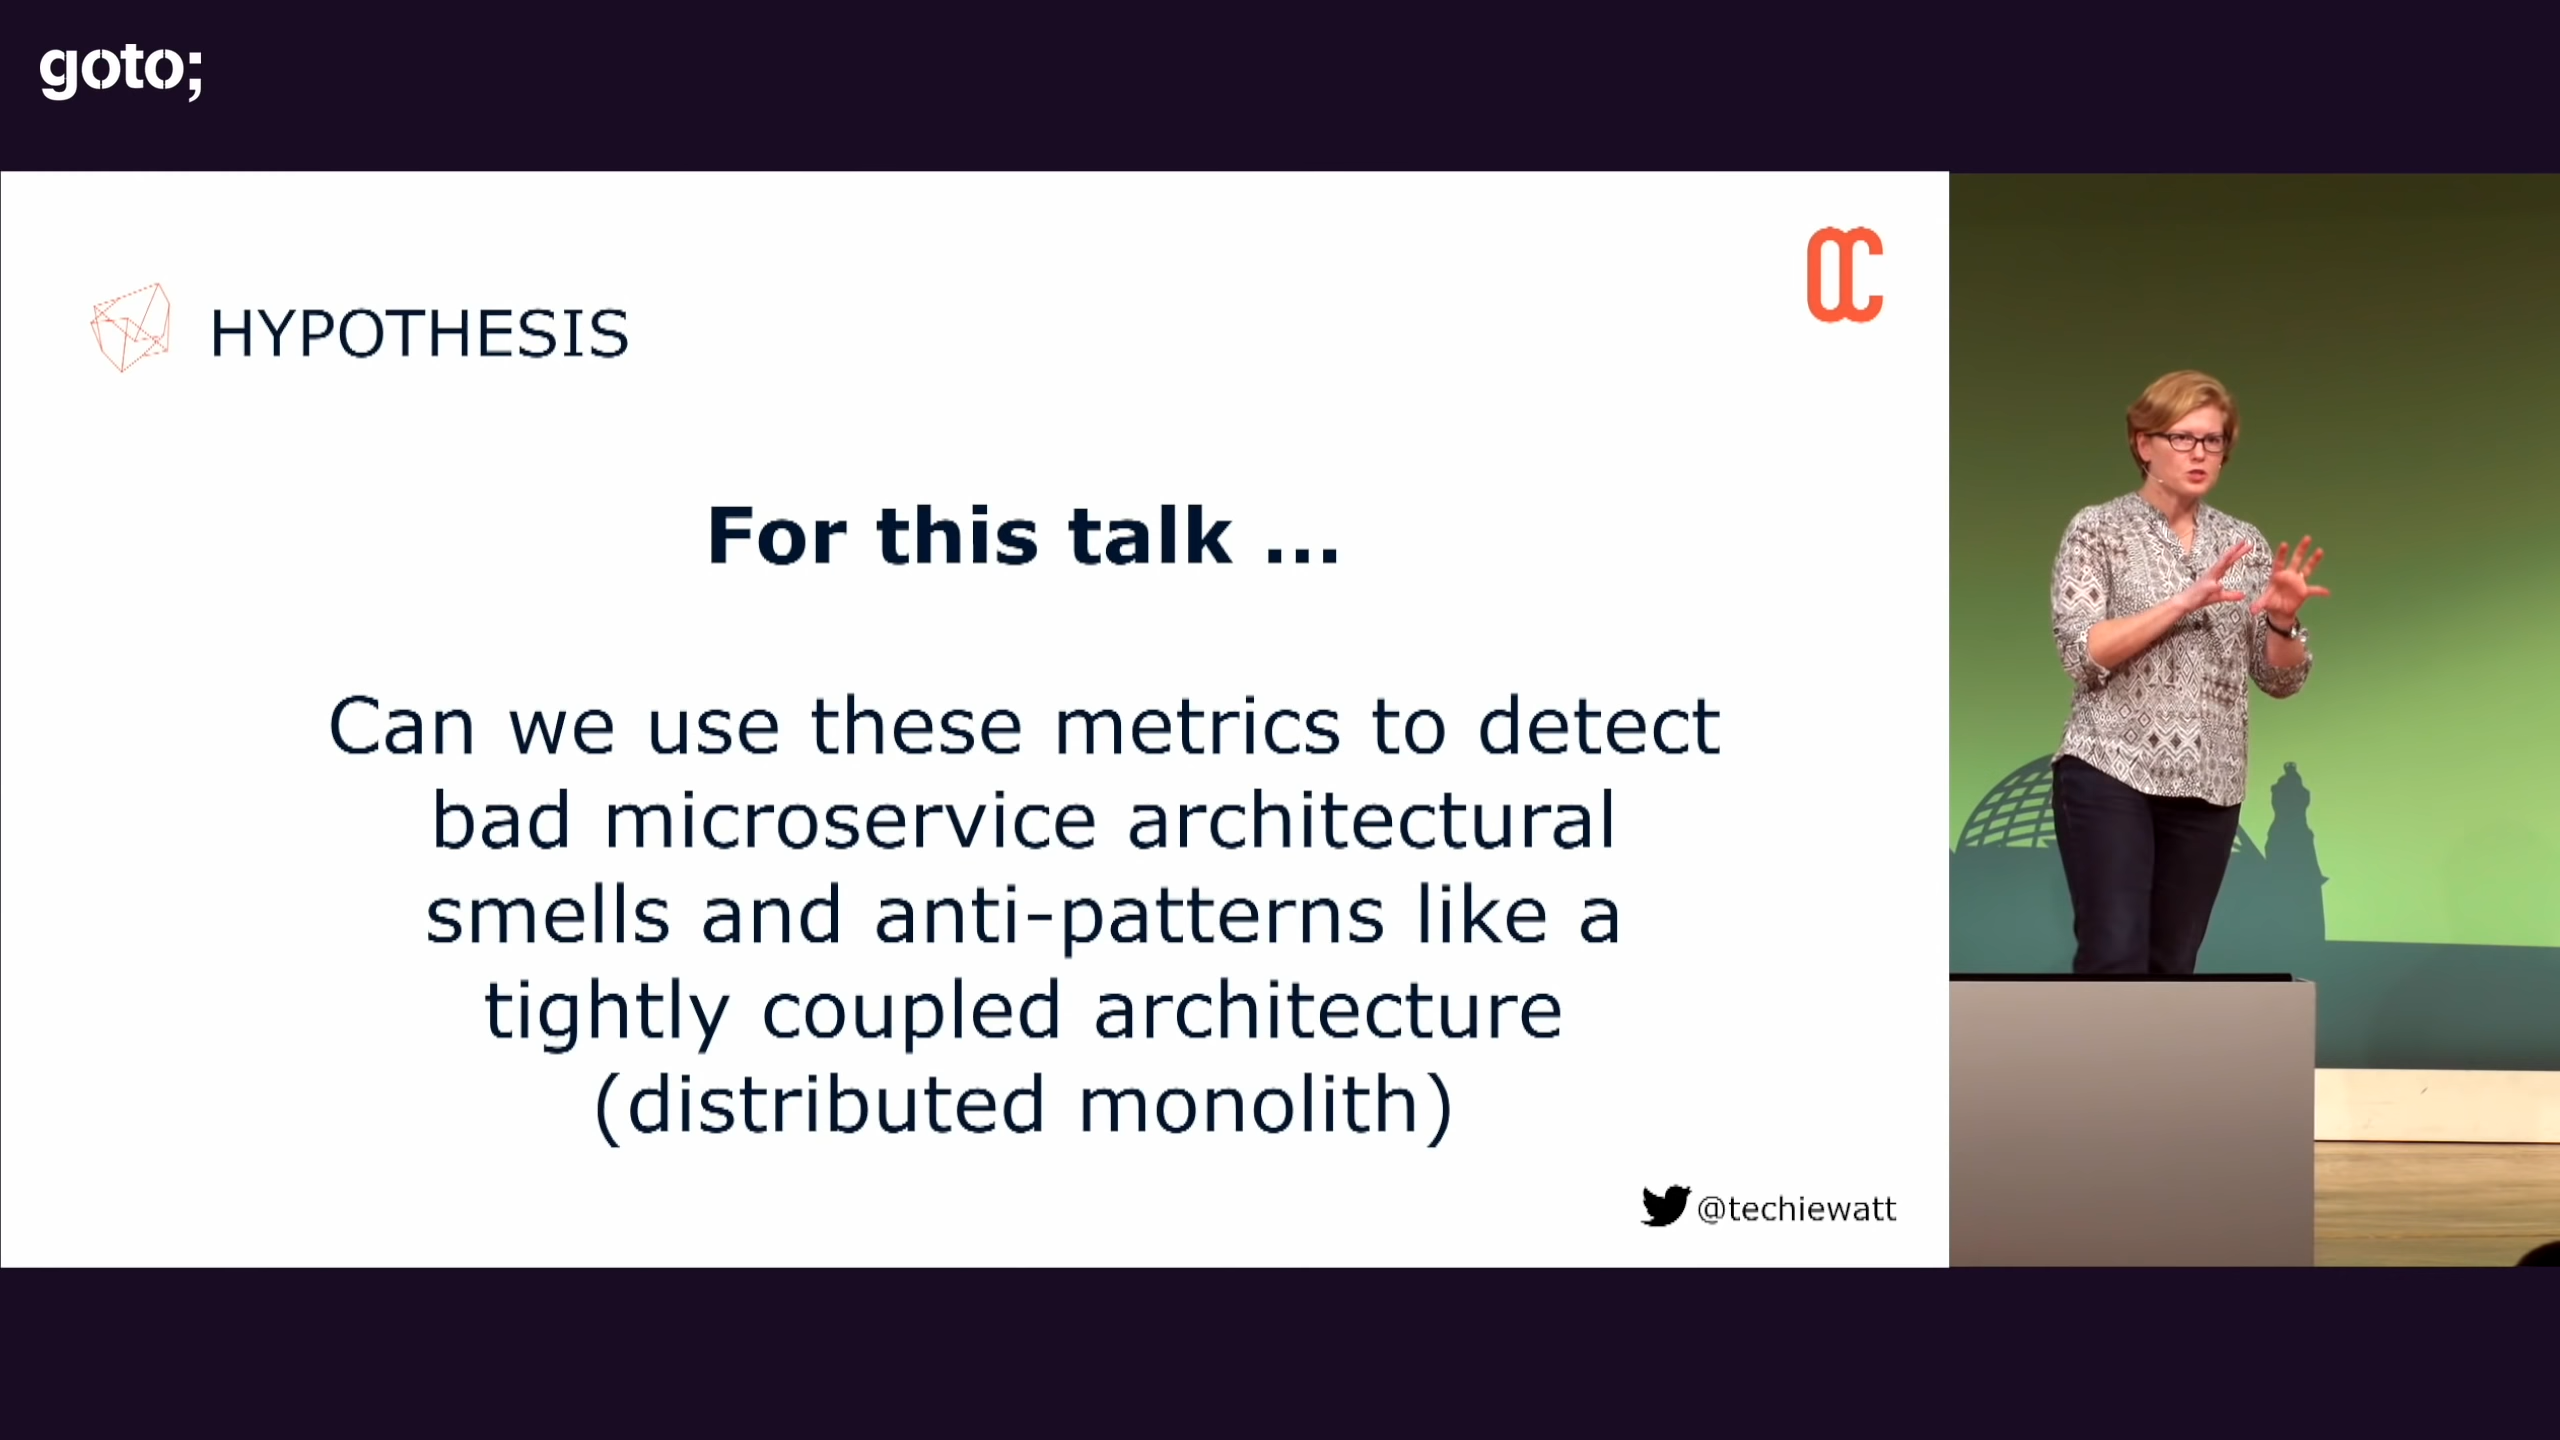 goto;
HYPOTHESIS
For this talk ...
Can we use these metrics to detect
bad microservice architectural
smells and anti-patterns like a
tightly coupled architecture
(distributed monolith)
@techiewatt